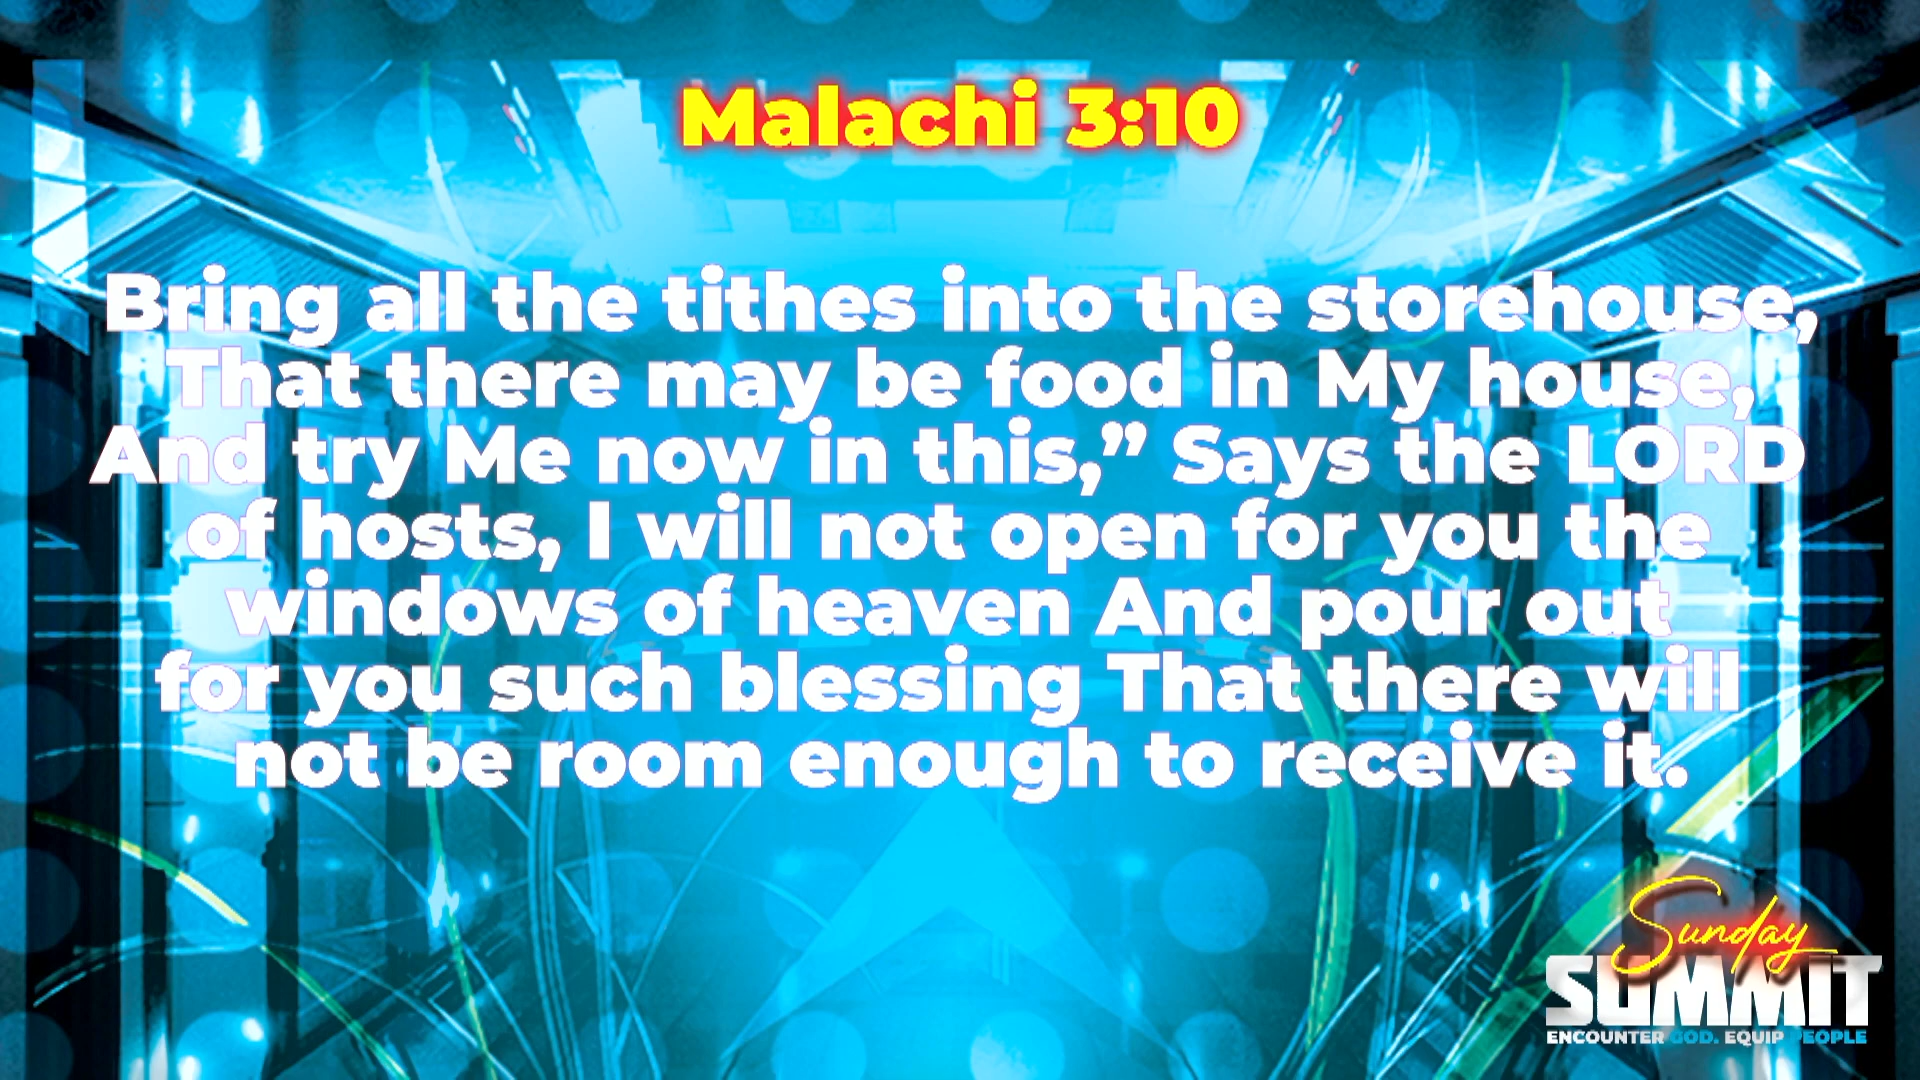 Malachi 3:10
Bring all the tithes into the storehouse,
That there may be food in My house,
And try Me now in this,” Says the LORD
of hosts, I will not open for you the
windows of heaven And pour out
for you such blessing That there will
not be room enough to receive it.
Sunday
SUMMIT
ENCOUNTER GOD. EQUIP PEOPLE